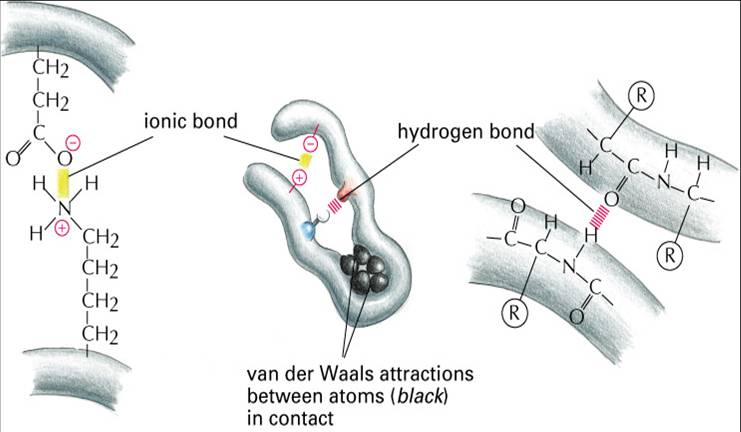 CH2
CH2
C
O O −
H H
N
H + CH2
CH2
CH2
CH2
ionic bond
−
+
hydrogen bond
van der Waals attractions
between atoms (black)
in contact
R
C H H
H C N C
O
R
O H H
C C N
C
R O